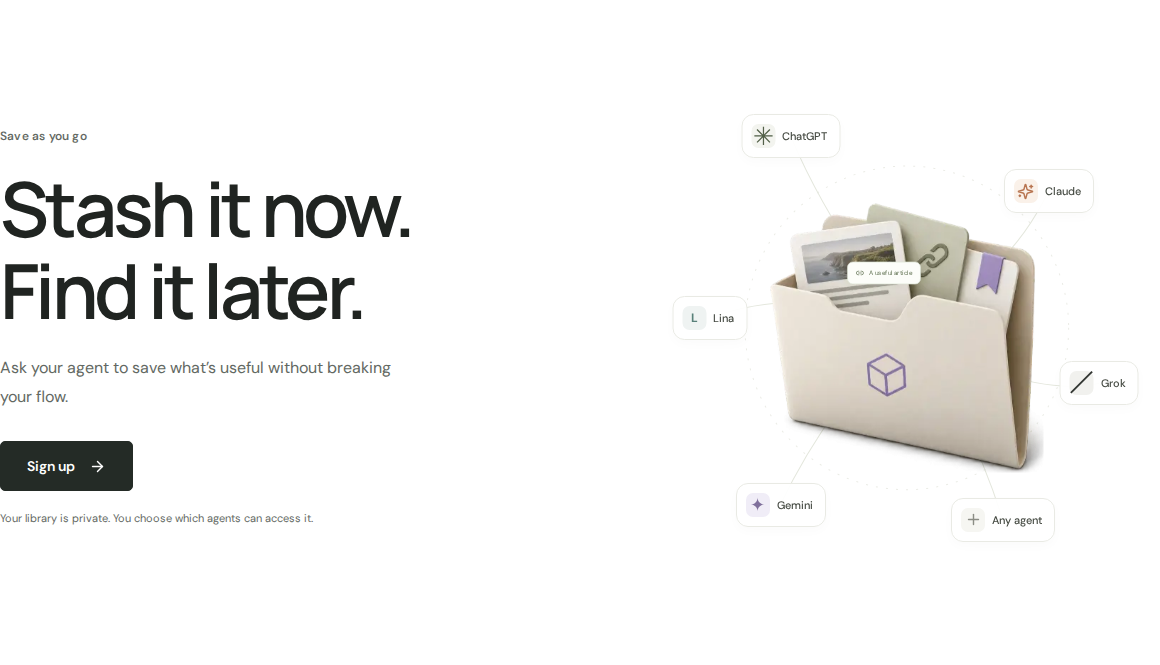 Save as you go
Stash it now.
Find it later.
Ask your agent to save what’s useful without breaking
your flow.
Sign up
Your library is private. You choose which agents can access it.
ChatGPT
Claude
A useful article
L Lina
Grok
Gemini
Any agent